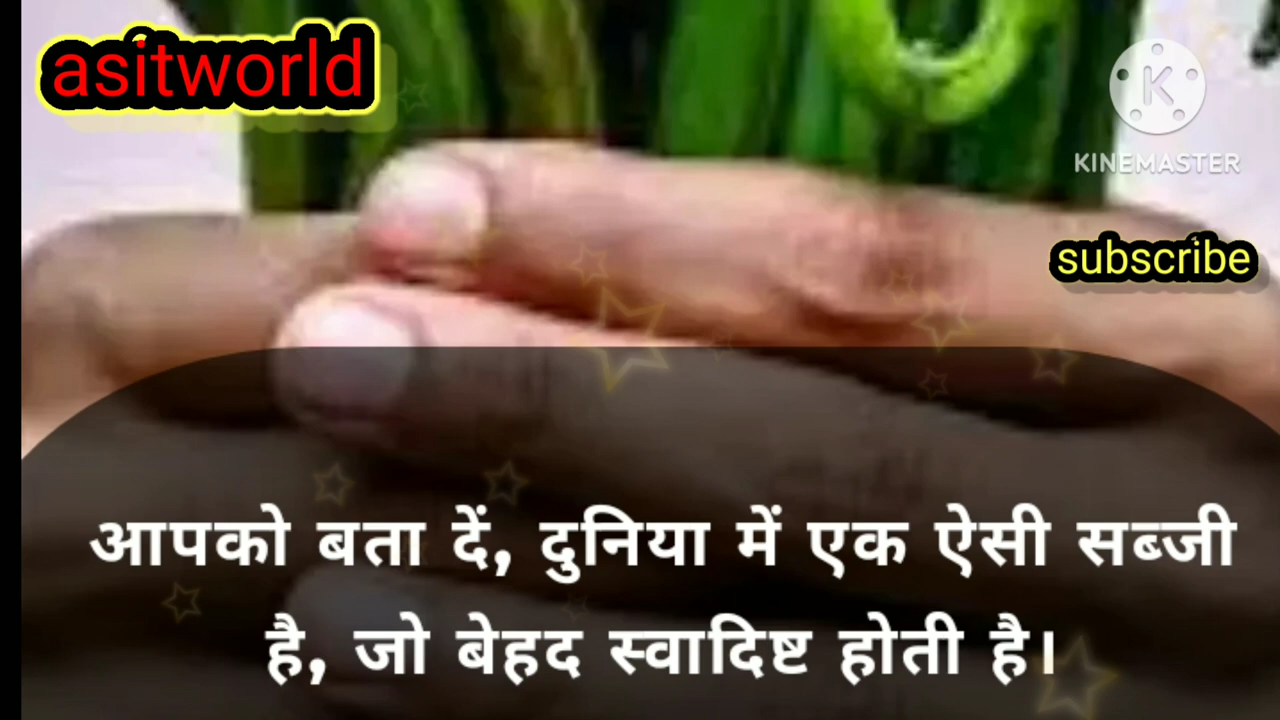 asitworld
KINEMASTER
subscribe
आपको बता दें, दुनिया में एक ऐसी सब्जी
है, जो बेहद स्वादिष्ट होती है।